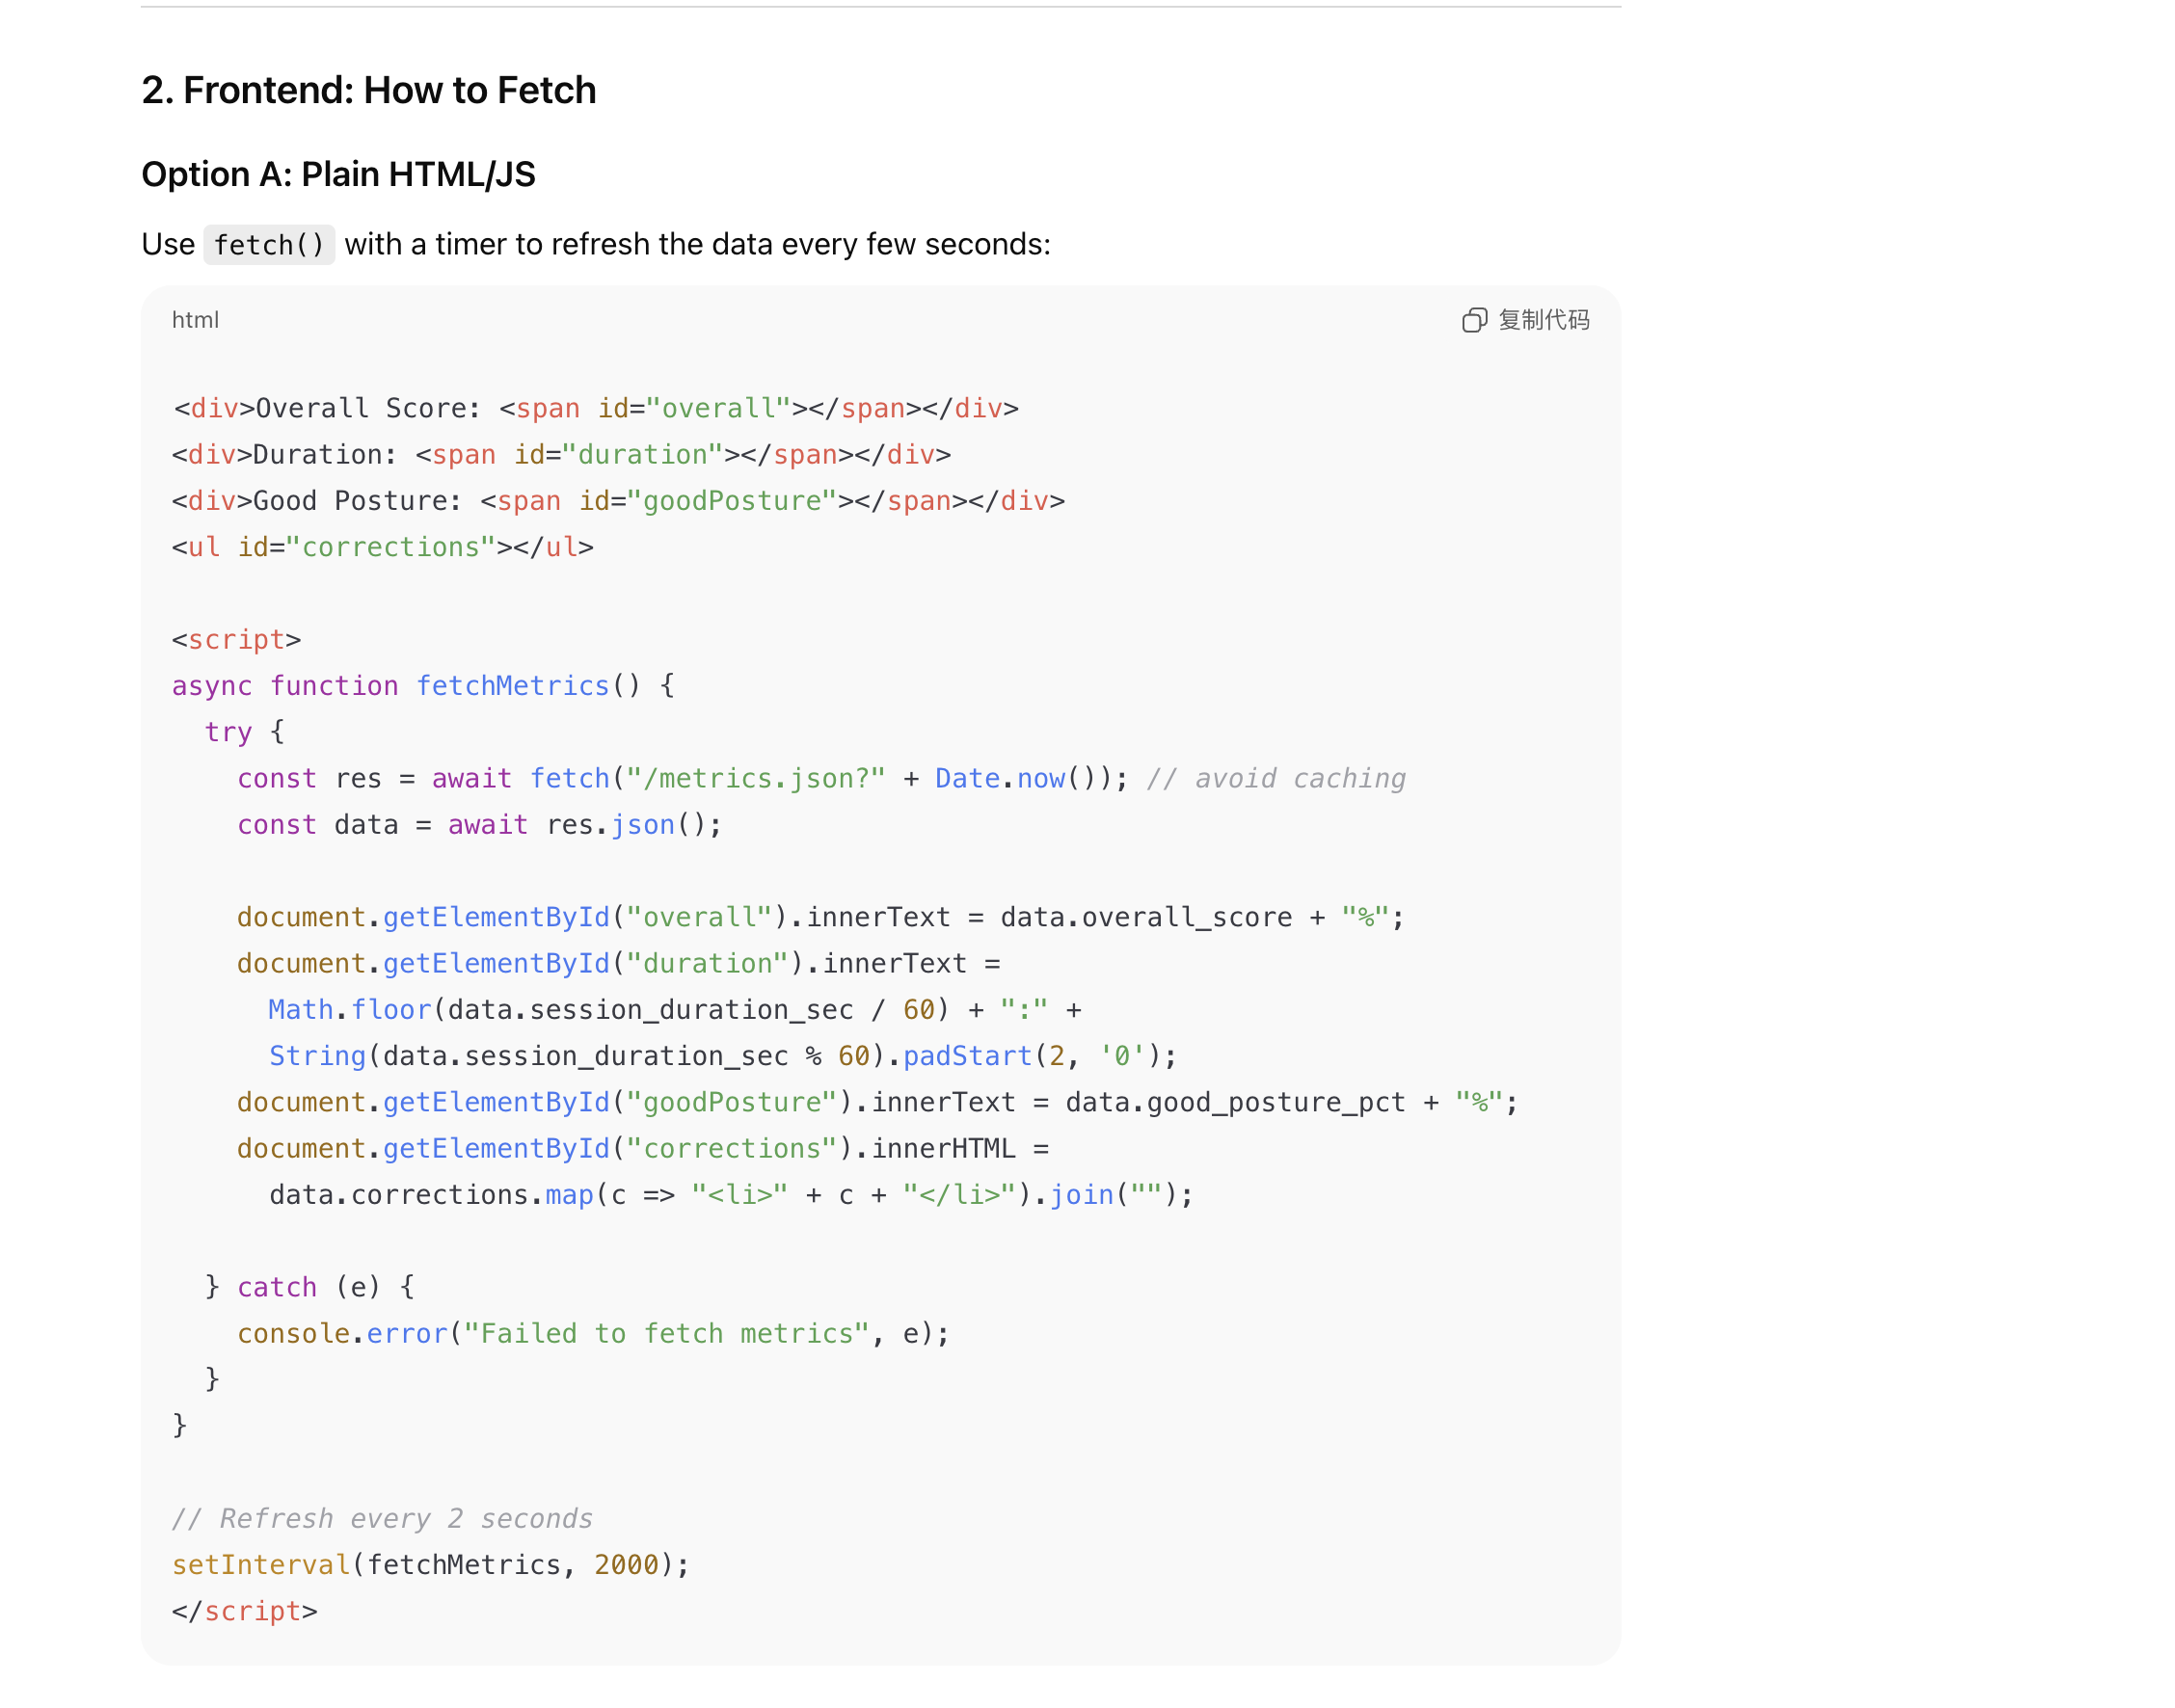 2. Frontend: How to Fetch
Option A: Plain HTML/JS
Use fetch() with a timer to refresh the data every few seconds:
html
复制代码
<div>Overall Score: <span id="overall"></span></div>
<div>Duration: <span id="duration"></span></div>
<div>Good Posture: <span id="goodPosture"></span></div>
<ul id="corrections"></ul>
<script>
async function fetchMetrics() {
  try {
    const res = await fetch("/metrics.json?" + Date.now()); // avoid caching
    const data = await res.json();
    document.getElementById("overall").innerText = data.overall_score + "%";
    document.getElementById("duration").innerText =
      Math.floor(data.session_duration_sec / 60) + ":" +
      String(data.session_duration_sec % 60).padStart(2, '0');
    document.getElementById("goodPosture").innerText = data.good_posture_pct + "%";
    document.getElementById("corrections").innerHTML =
      data.corrections.map(c => "<li>" + c + "</li>").join("");
  } catch (e) {
    console.error("Failed to fetch metrics", e);
  }
}
// Refresh every 2 seconds
setInterval(fetchMetrics, 2000);
</script>